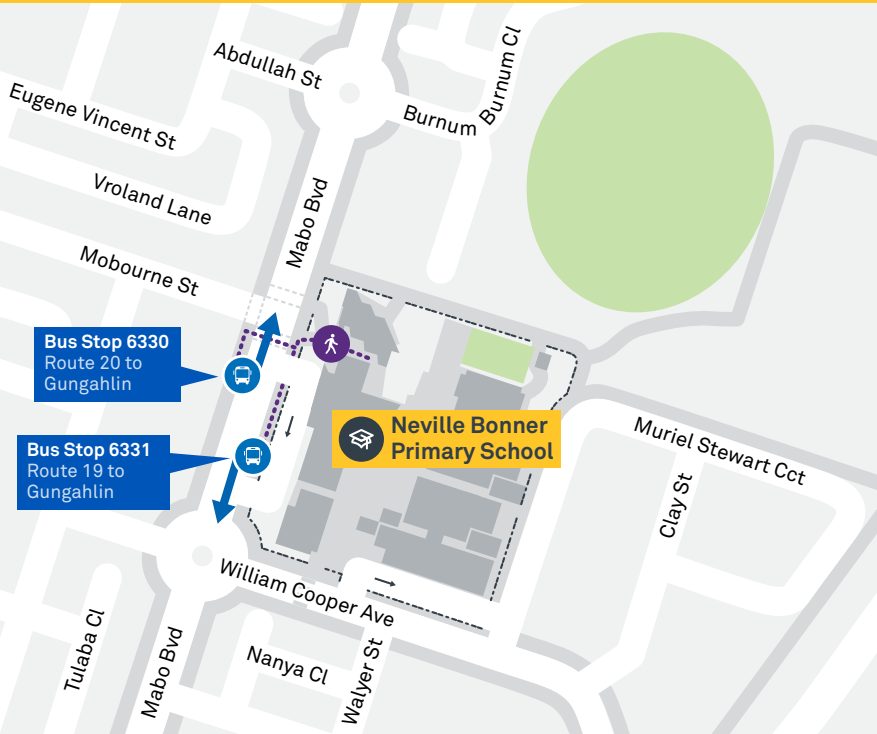 Abdullah St
Burnum Cl
Burnum
Eugene Vincent St
Vroland Lane
Mabo Bvd
Mobourne St
Bus Stop 6330
Route 20 to
Gungahlin
Bus Stop 6331
Route 19 to
Gungahlin
Neville Bonner
Primary School
Muriel Stewart Cct
Clay St
William Cooper Ave
Tulaba Cl
Mabo Bvd
Nanya Cl
Walyer St